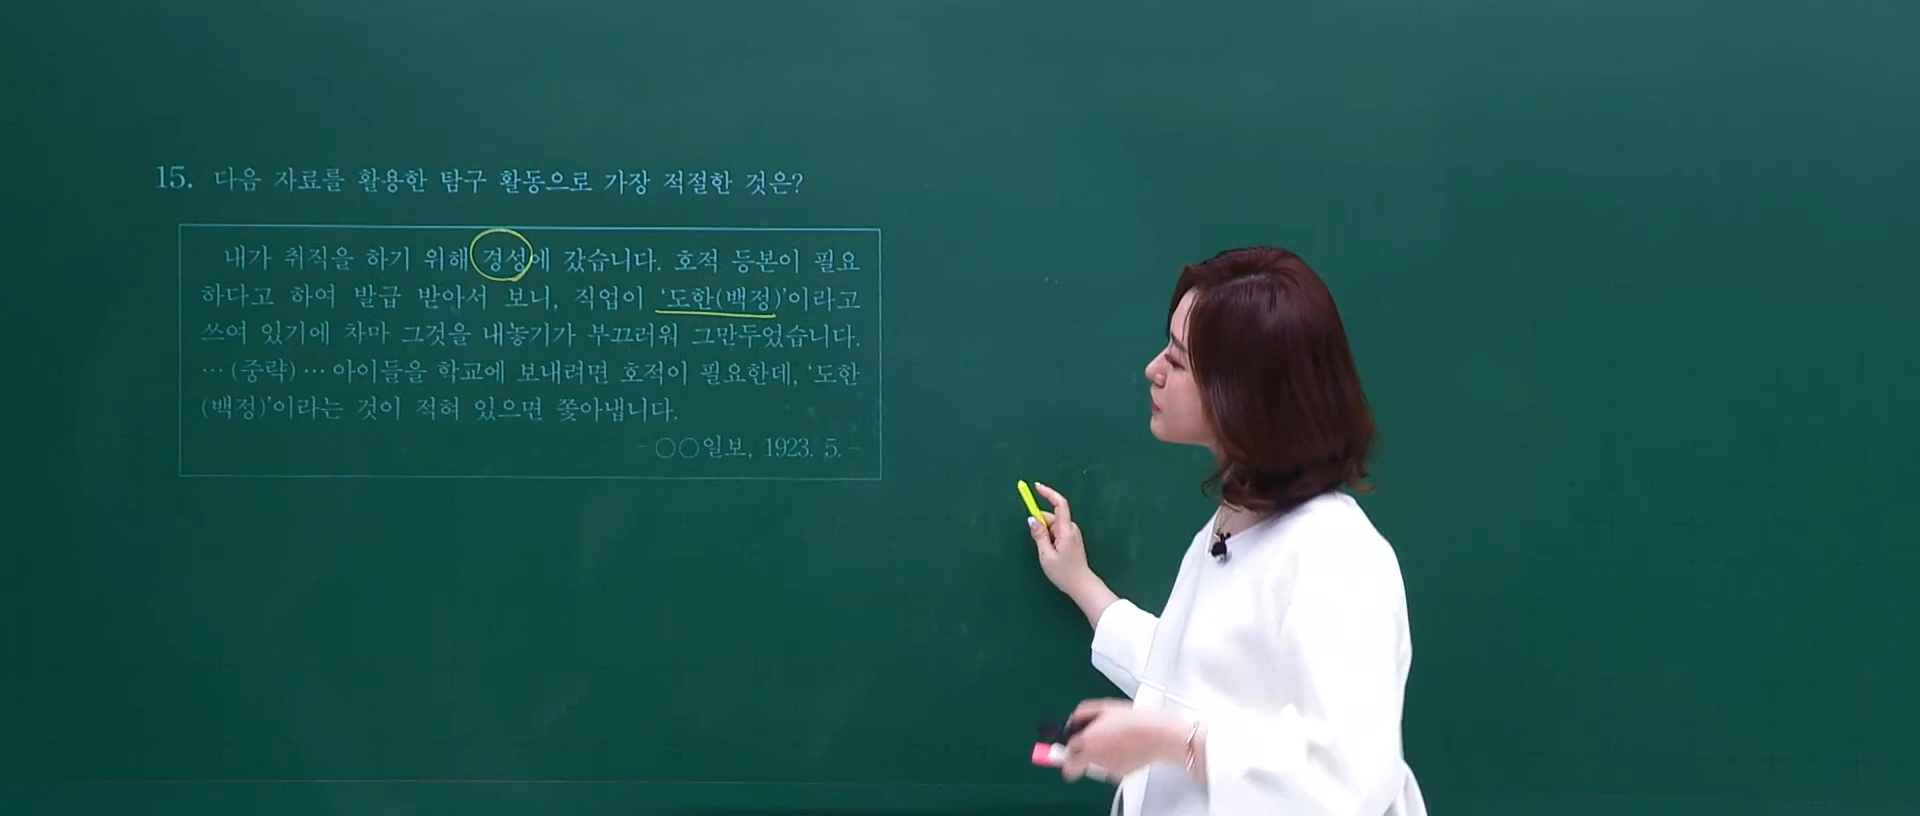 15. 다음 자료를 활용한 탐구 활동으로 가장 적절한 것은?
내가 취직을 하기 위해 경성에 갔습니다. 호적 등본이 필요
하다고 하여 발급 받아서 보니, 직업이 ‘도한(백정)’이라고
쓰여 있기에 차마 그것을 내놓기가 부끄러워 그만두었습니다.
…(중략)… 아이들을 학교에 보내려면 호적이 필요한데, ‘도한
(백정)’이라는 것이 적혀 있으면 쫓아냅니다.
- ○○일보, 1923. 5. -